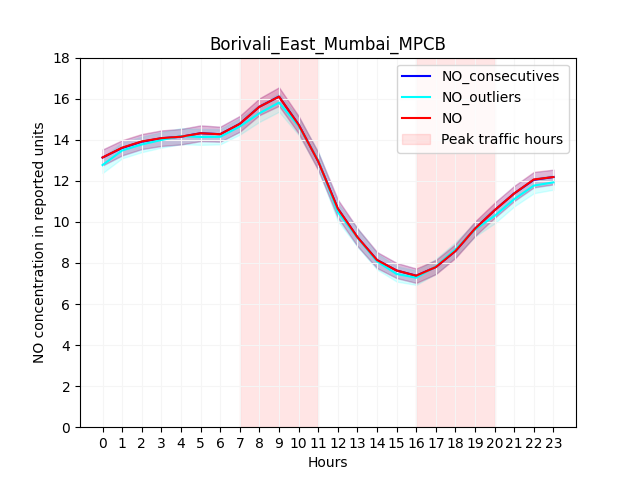 Borivali_East_Mumbai_MPCB
NO_consecutives
NO_outliers
NO
Peak traffic hours
NO concentration in reported units
18
16
14
12
10
8
6
4
2
0
0 1 2 3 4 5 6 7 8 9 10 11 12 13 14 15 16 17 18 19 20 21 22 23
Hours